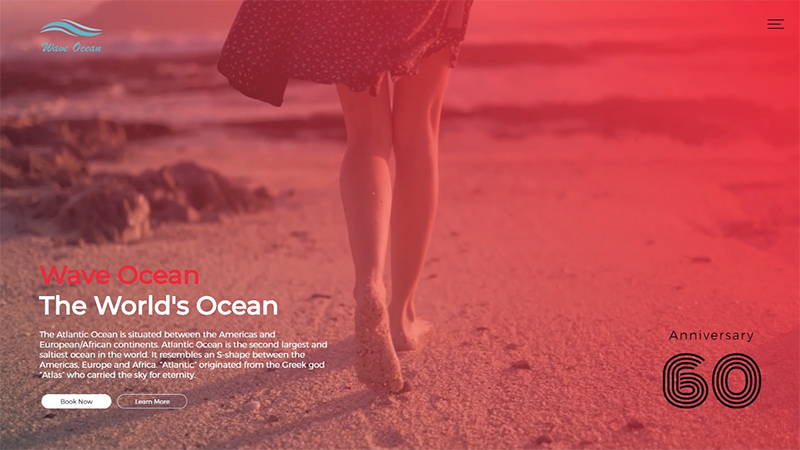 Wave Ocean
Wave Ocean
The World's Ocean
The Atlantic Ocean is situated between the Americas and
European/African continents. Atlantic Ocean is the second largest and
saltiest ocean in the world. It resembles an S-shape between the
Americas, Europe and Africa. "Atlantic" originated from the Greek god
"Atlas" who carried the sky for eternity.
Book Now
Learn More
Anniversary
60